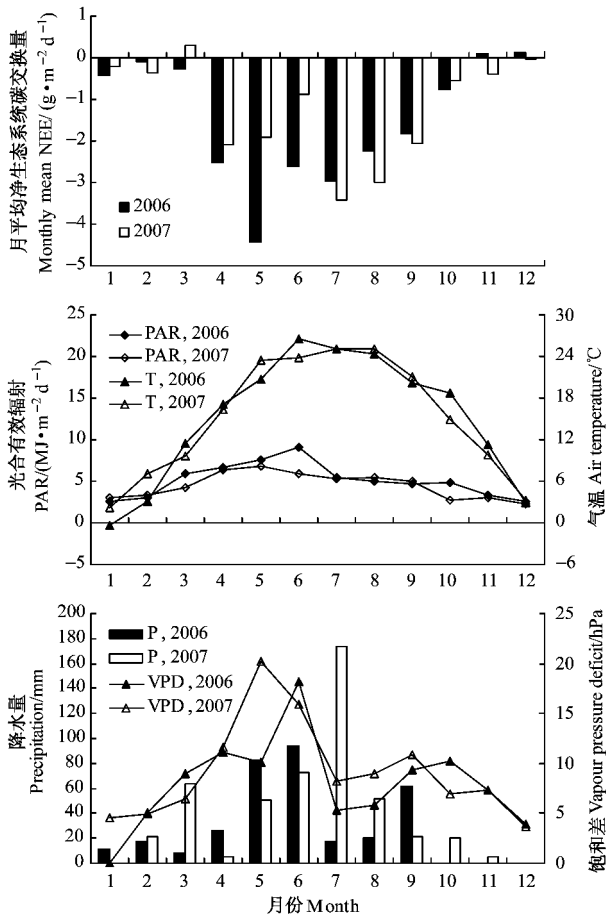 月平均净生态系统碳交换量
Monthly mean NEE/(g·m⁻² d⁻¹)
1
0
−1
−2
−3
−4
−5
2006
2007
1 2 3 4 5 6 7 8 9 10 11 12
光合有效辐射
PAR/(MJ·m⁻² d⁻¹)
25
20
15
10
5
0
−5
PAR, 2006
PAR, 2007
T, 2006
T, 2007
30
24
18
12
6
0
−6
气温 Air temperature/℃
1 2 3 4 5 6 7 8 9 10 11 12
降水量
Precipitation/mm
200
180
160
140
120
100
80
60
40
20
0
P, 2006
P, 2007
VPD, 2006
VPD, 2007
25
20
15
10
5
0
饱和差 Vapour pressure deficit/hPa
1 2 3 4 5 6 7 8 9 10 11 12
月份 Month